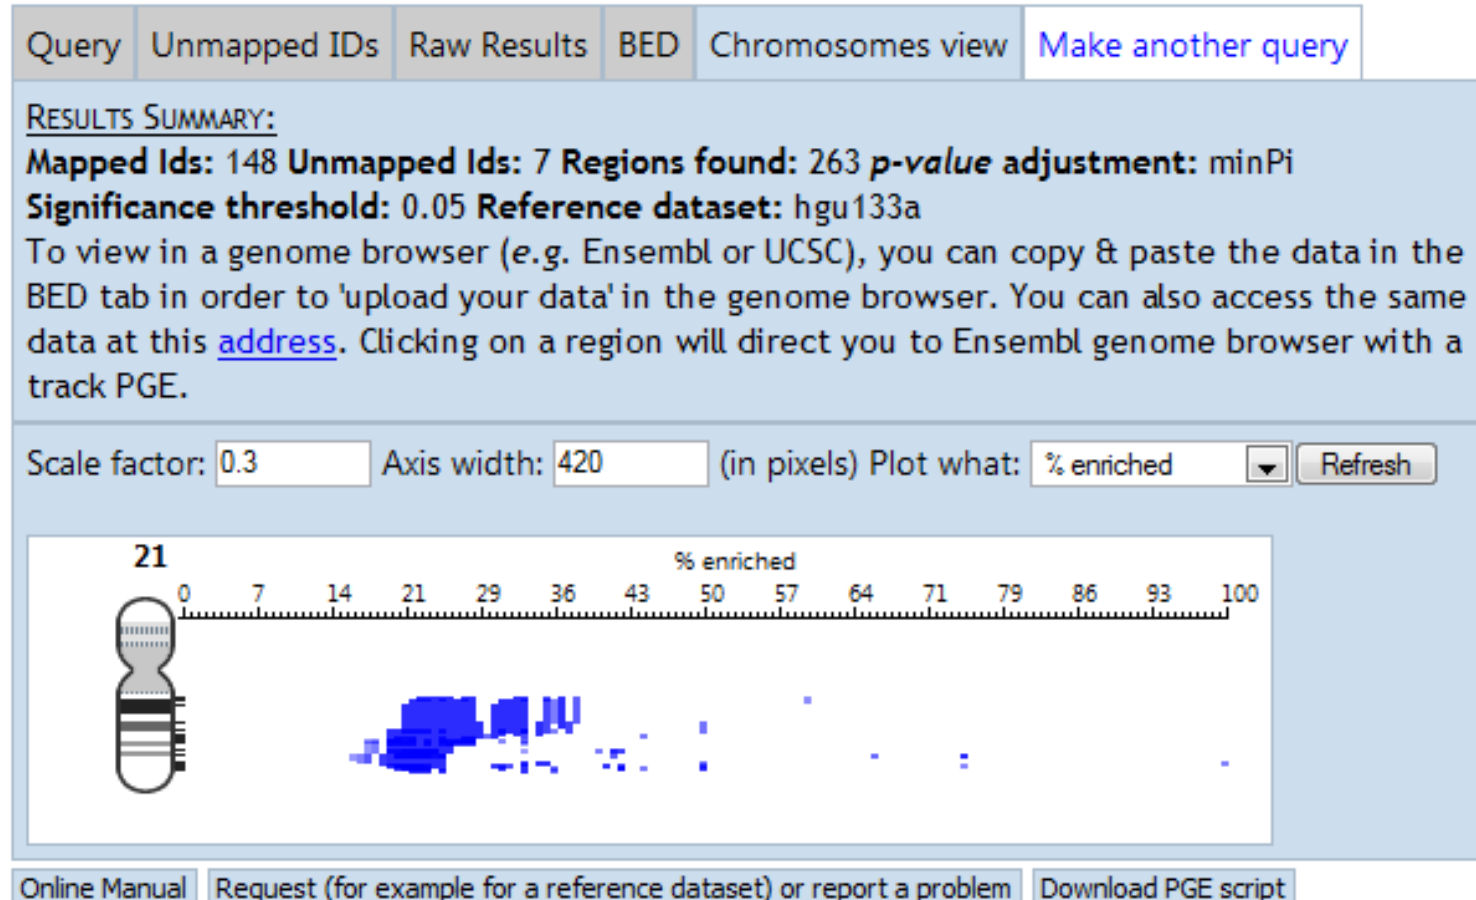 Query Unmapped IDs Raw Results BED Chromosomes view Make another query
RESULTS SUMMARY:
Mapped Ids: 148 Unmapped Ids: 7 Regions found: 263 p-value adjustment: minPi
Significance threshold: 0.05 Reference dataset: hgu133a
To view in a genome browser (e.g. Ensembl or UCSC), you can copy & paste the data in the
BED tab in order to 'upload your data' in the genome browser. You can also access the same
data at this address. Clicking on a region will direct you to Ensembl genome browser with a
track PGE.
Scale factor: 0.3 Axis width: 420 (in pixels) Plot what: % enriched Refresh
21 % enriched
0 7 14 21 29 36 43 50 57 64 71 79 86 93 100
Online Manual Request (for example for a reference dataset) or report a problem Download PGE script